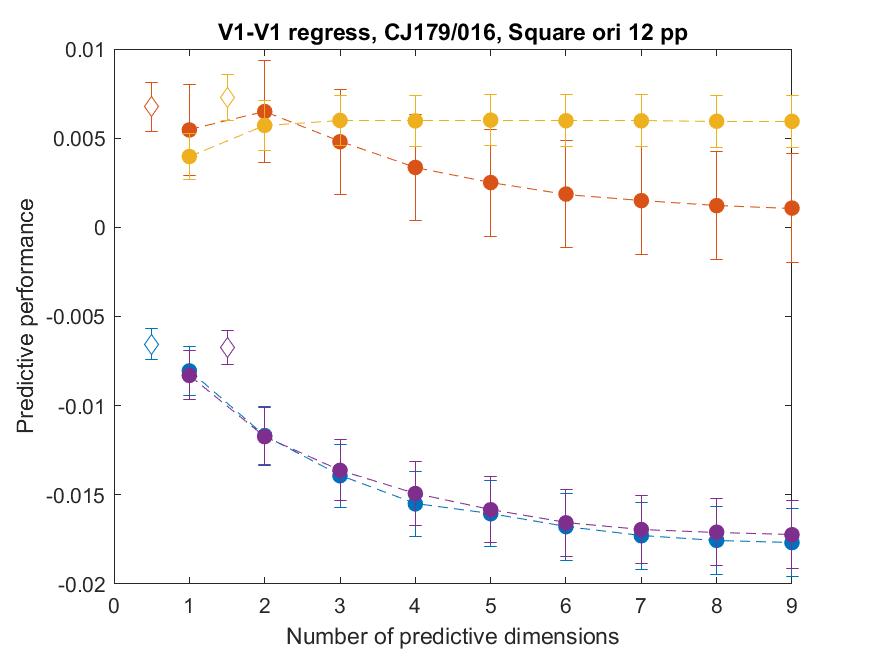 V1-V1 regress, CJ179/016, Square ori 12 pp
0.01
0.005
0
-0.005
-0.01
-0.015
-0.02
Predictive performance
0 1 2 3 4 5 6 7 8 9
Number of predictive dimensions